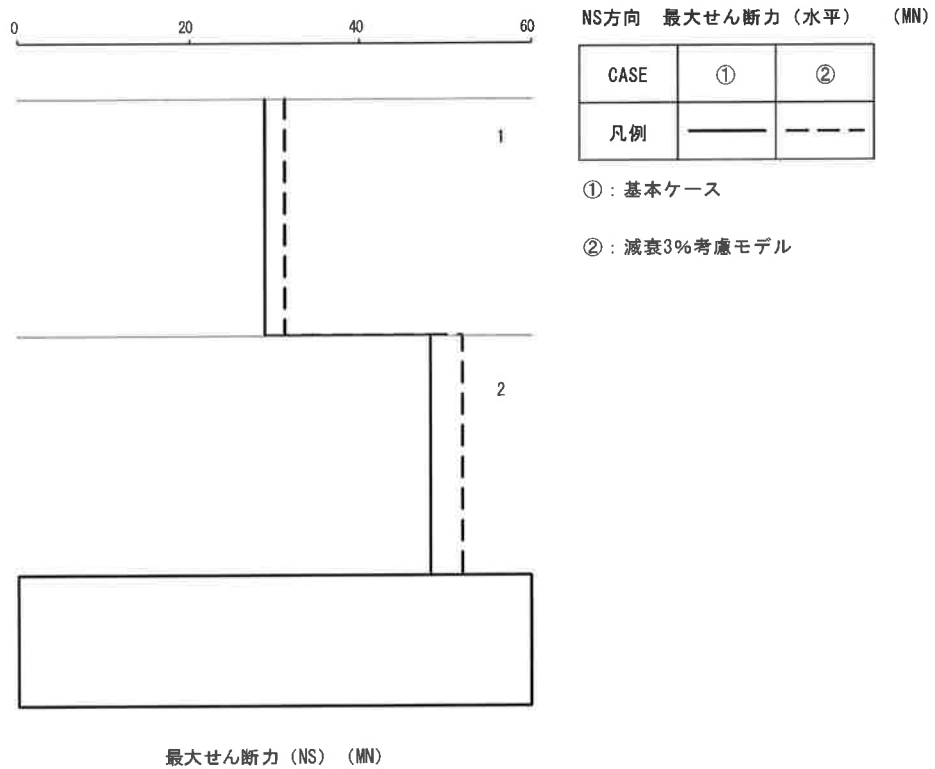 0 20 40 60
NS方向 最大せん断力（水平） （MN）
CASE ① ②
凡例
①：基本ケース
②：減衰3%考慮モデル
1
2
最大せん断力（NS）（MN）